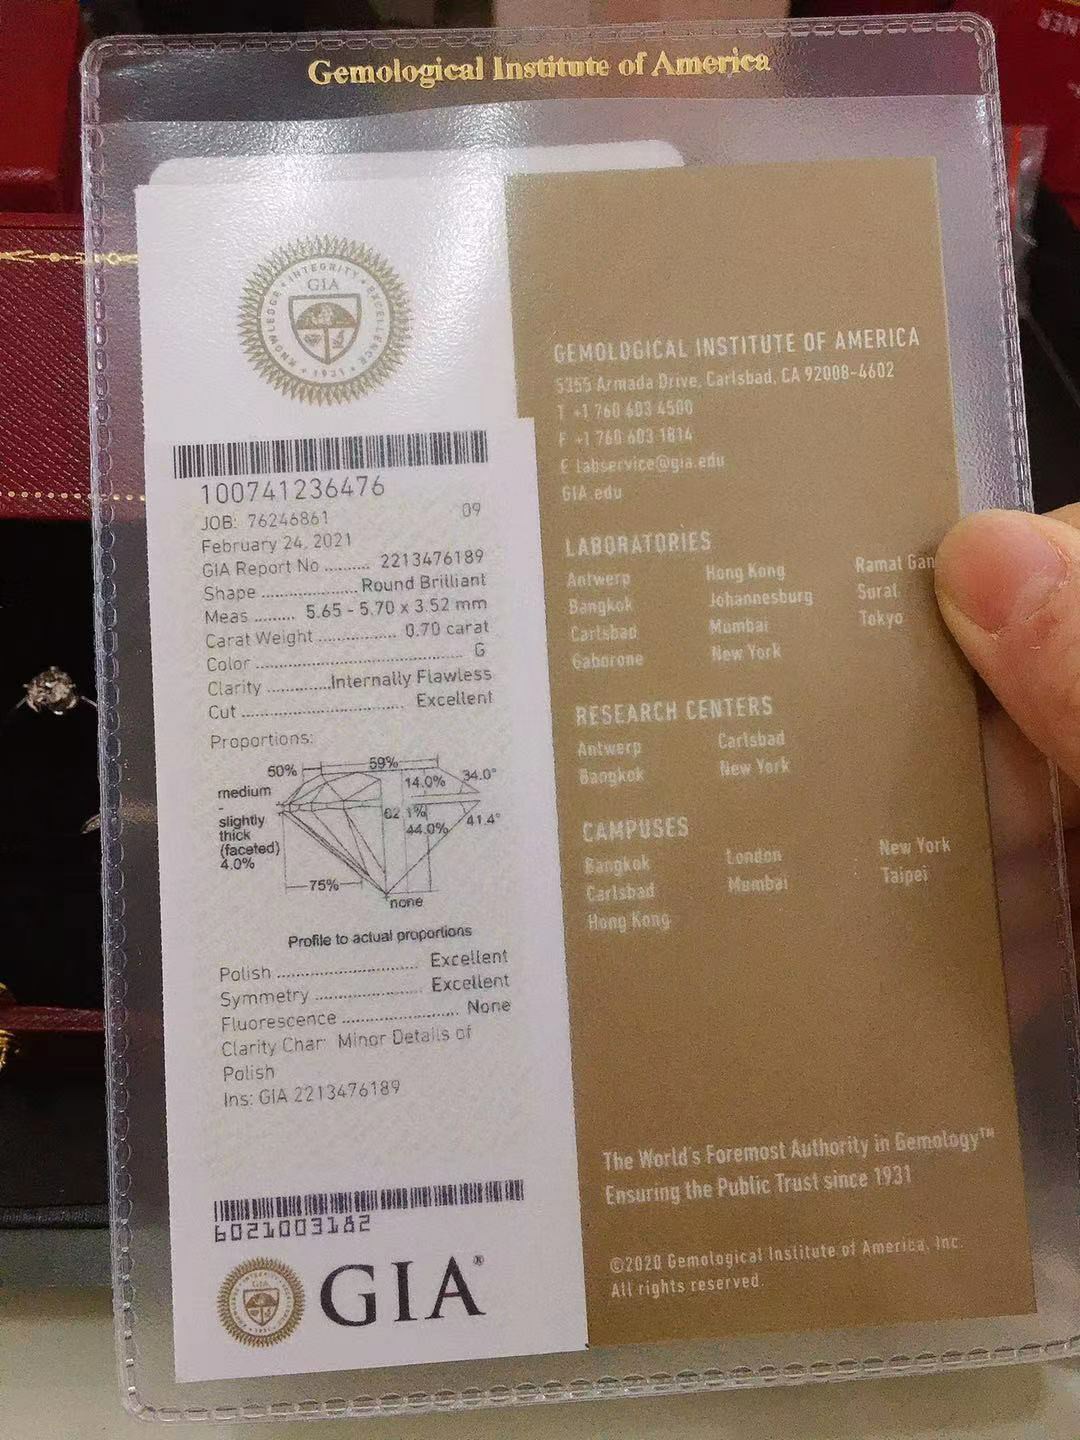 Gemological Institute of America
KNOWLEDGE • INTEGRITY • EXCELLENCE
GIA
• 1931 •
100741236476
JOB: 76246861 09
February 24, 2021
GIA Report No .......... 2213476189
Shape ..................... Round Brilliant
Meas ......... 5.65 - 5.70 x 3.52 mm
Carat Weight ................. 0.70 carat
Color ............................................. G
Clarity .............. Internally Flawless
Cut ................................... Excellent
Proportions:
50% 59%
medium
-
slightly
thick
(faceted)
4.0%
14.0% 34.0°
62.1%
44.0% 41.4°
75%
none
Profile to actual proportions
Polish .............................. Excellent
Symmetry ...................... Excellent
Fluorescence ......................... None
Clarity Char: Minor Details of
Polish
Ins: GIA 2213476189
6021003182
GIA®
GEMOLOGICAL INSTITUTE OF AMERICA
5355 Armada Drive, Carlsbad, CA 92008-4602
T +1 760 603 4500
F +1 760 603 1814
E labservice@gia.edu
GIA.edu
LABORATORIES
Antwerp Hong Kong Ramat Gan
Bangkok Johannesburg Surat
Carlsbad Mumbai Tokyo
Gaborone New York
RESEARCH CENTERS
Antwerp Carlsbad
Bangkok New York
CAMPUSES
Bangkok London New York
Carlsbad Mumbai Taipei
Hong Kong
The World's Foremost Authority in Gemology™
Ensuring the Public Trust since 1931
©2020 Gemological Institute of America, Inc.
All rights reserved.